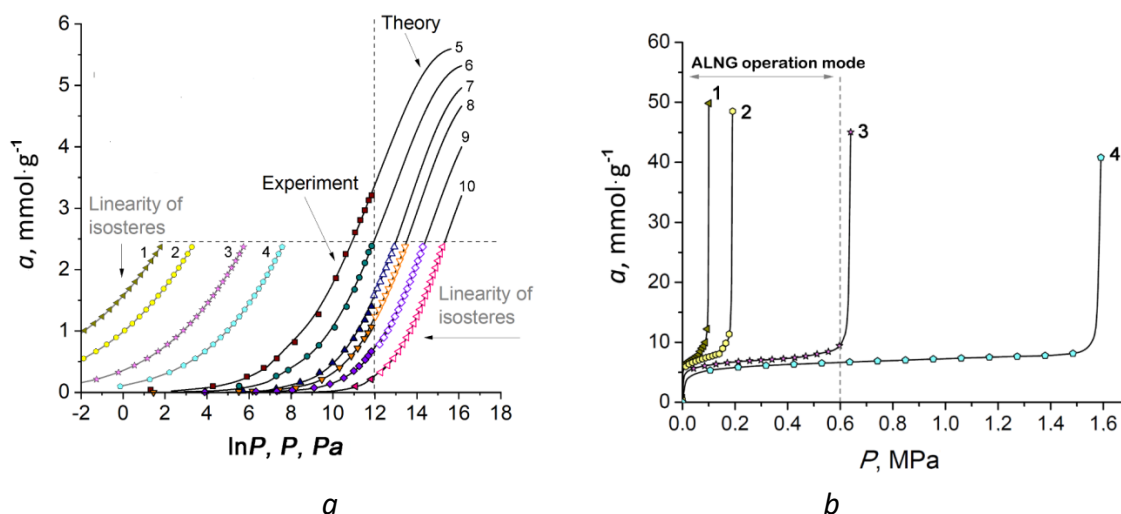 6
5
4
3
2
1
0
a, mmol·g⁻¹
Theory
5
6
7
8
9
10
Experiment
Linearity of
isosteres
1
2
3
4
Linearity of
isosteres
-2 0 2 4 6 8 10 12 14 16 18
lnP, P, Pa
a
60
50
40
30
20
10
0
a, mmol·g⁻¹
ALNG operation mode
1
2
3
4
0.0 0.2 0.4 0.6 0.8 1.0 1.2 1.4 1.6
P, MPa
b